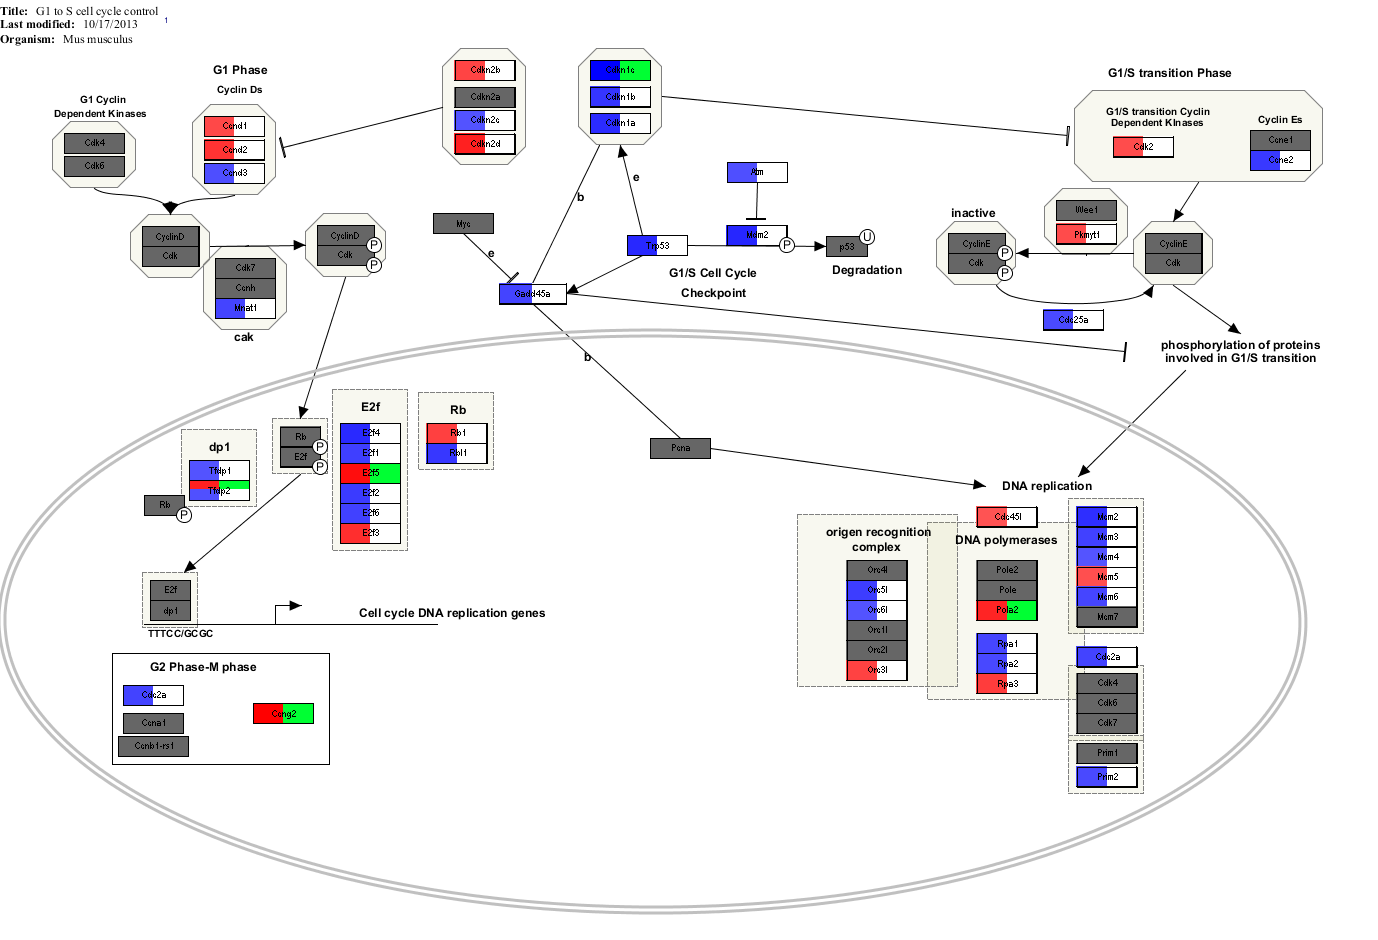 Title: G1 to S cell cycle control
Last modified: 10/17/2013
1
Organism: Mus musculus
G1 Phase
Cyclin Ds
G1 Cyclin
Dependent Kinases
Cdk4
Cdk6
Ccnd1
Ccnd2
Ccnd3
Cdkn2b
Cdkn2a
Cdkn2c
Cdkn2d
Cdkn1c
Cdkn1b
Cdkn1a
G1/S transition Phase
G1/S transition Cyclin
Dependent KInases
Cdk2
Cyclin Es
Ccne1
Ccne2
CyclinD
Cdk
CyclinD
Cdk
P
P
Cdk7
Ccnh
Mnat1
cak
Myc
e
b
e
Gadd45a
Trp53
Atm
Mcm2
P
p53
U
Degradation
G1/S Cell Cycle
Checkpoint
inactive
CyclinE
Cdk
P
P
Wee1
Pkmyt1
CyclinE
Cdk
Cdc25a
phosphorylation of proteins
involved in G1/S transition
b
E2f
E2f4
E2f1
E2f5
E2f2
E2f6
E2f3
Rb
Rb1
Rbl1
dp1
Tfdp1
Tfdp2
Rb
E2f
P
P
Rb
P
Pcna
DNA replication
Cdc45l
origen recognition
complex
Orc4l
Orc5l
Orc6l
Orc1l
Orc2l
Orc3l
DNA polymerases
Pole2
Pole
Pola2
Rpa1
Rpa2
Rpa3
Mcm2
Mcm3
Mcm4
Mcm5
Mcm6
Mcm7
Cdc2a
Cdk4
Cdk6
Cdk7
Prim1
Prim2
E2f
dp1
TTTCC/GCGC
Cell cycle DNA replication genes
G2 Phase-M phase
Cdc2a
Ccna1
Ccnb1-rs1
Ccng2